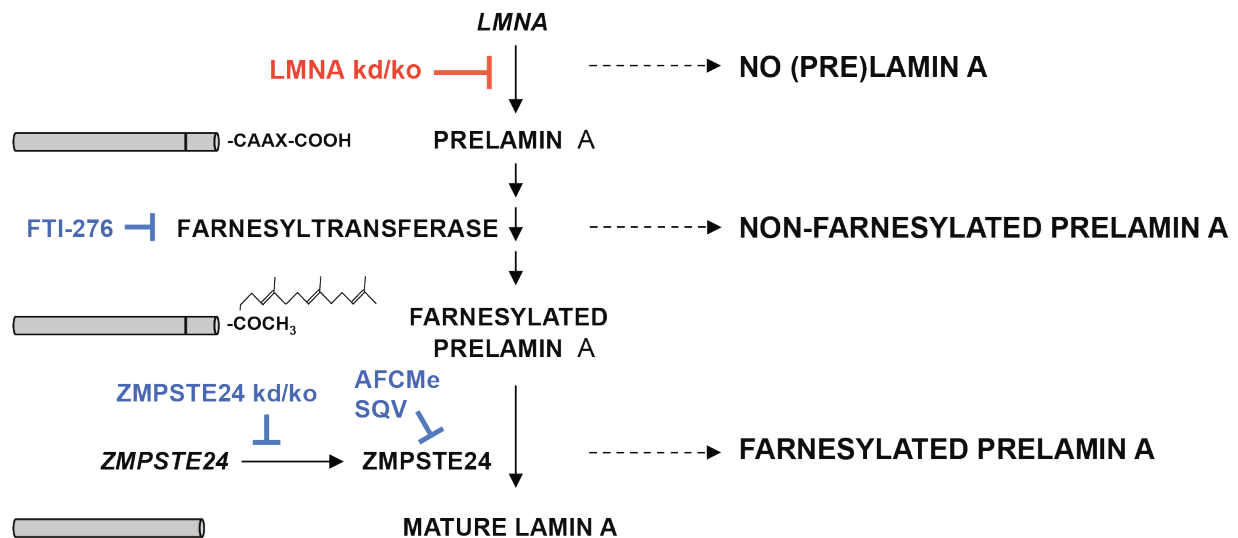 LMNA
LMNA kd/ko
NO (PRE)LAMIN A
-CAAX-COOH
PRELAMIN A
FTI-276
FARNESYLTRANSFERASE
NON-FARNESYLATED PRELAMIN A
-COCH₃
FARNESYLATED
PRELAMIN A
ZMPSTE24 kd/ko
AFCMe
SQV
ZMPSTE24
ZMPSTE24
FARNESYLATED PRELAMIN A
MATURE LAMIN A